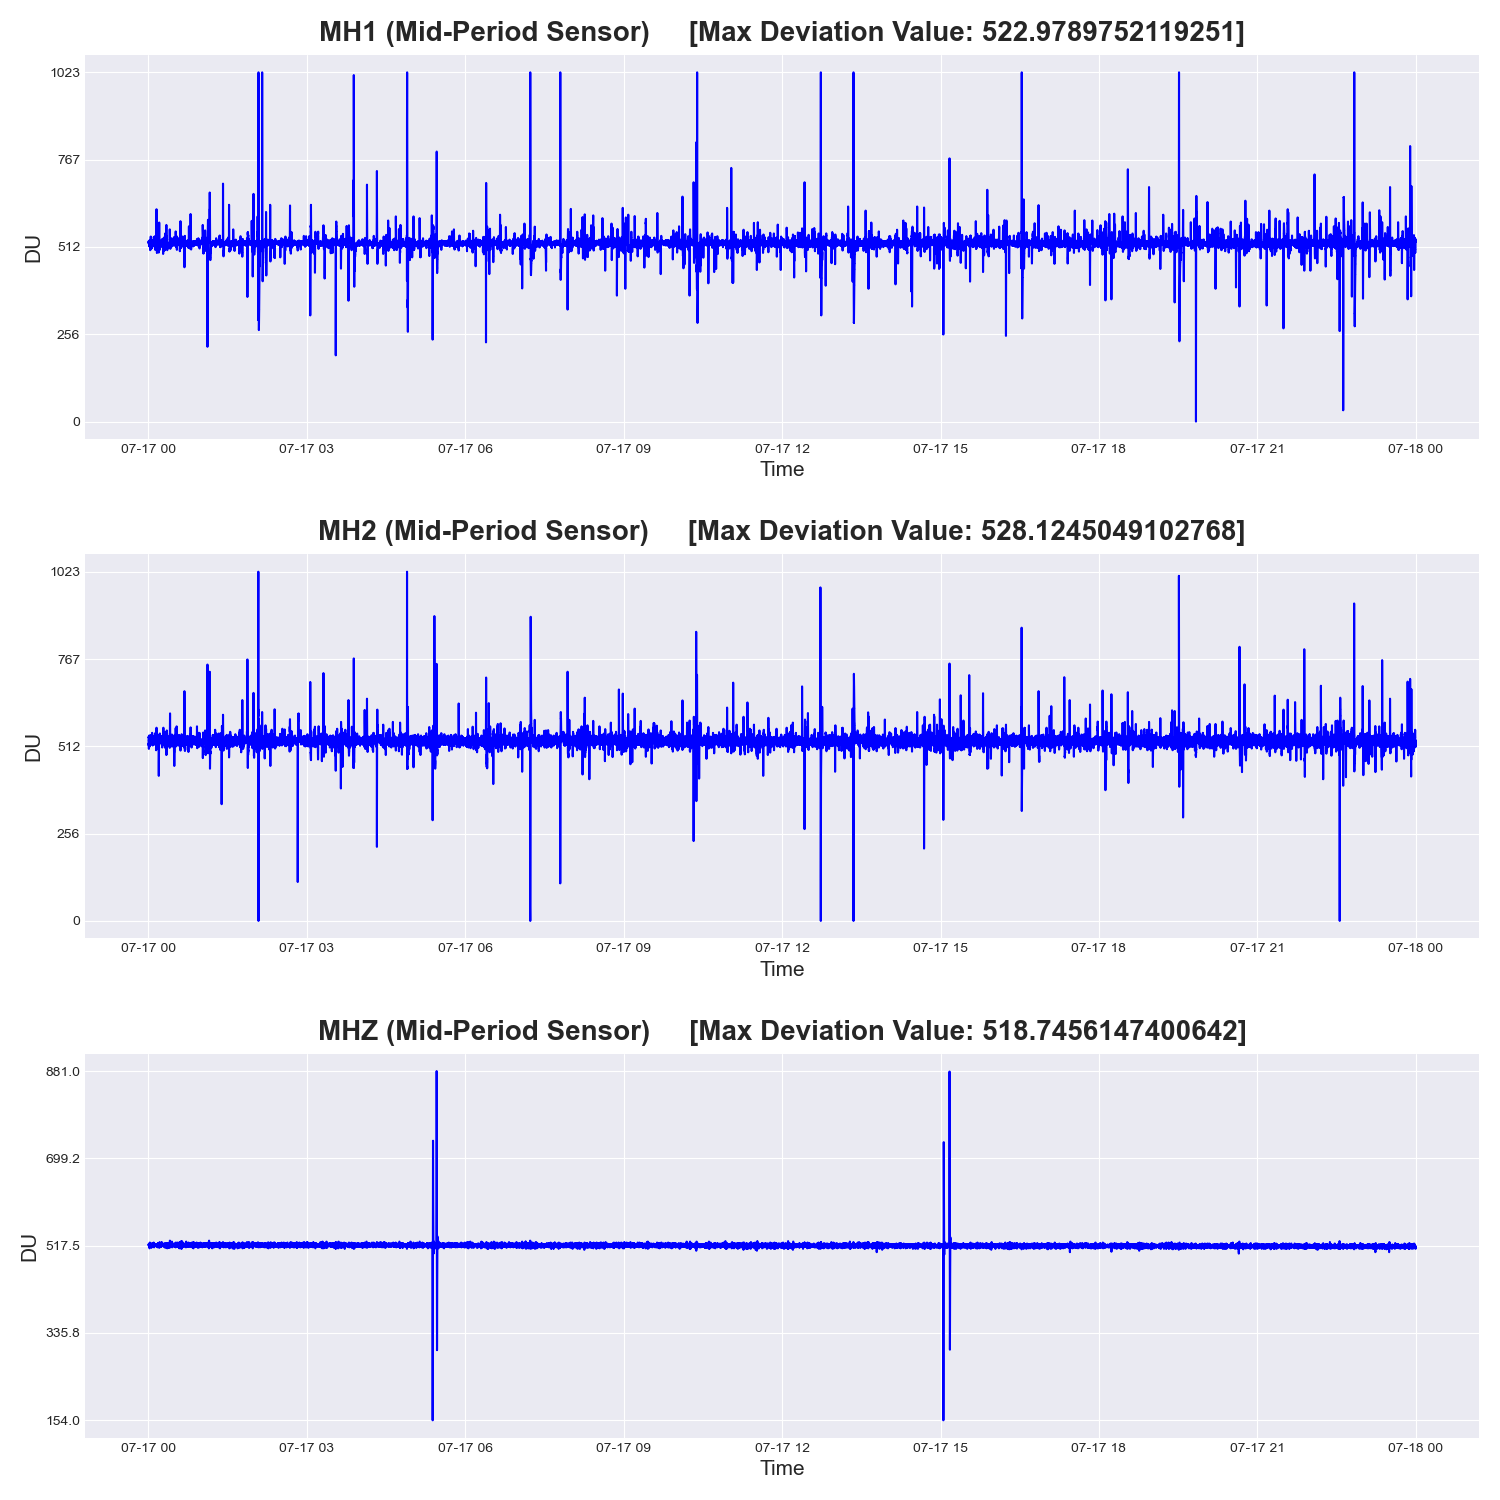 MH1 (Mid-Period Sensor) [Max Deviation Value: 522.9789752119251]
1023
767
512
256
0
DU
07-17 00 07-17 03 07-17 06 07-17 09 07-17 12 07-17 15 07-17 18 07-17 21 07-18 00
Time
MH2 (Mid-Period Sensor) [Max Deviation Value: 528.1245049102768]
1023
767
512
256
0
DU
07-17 00 07-17 03 07-17 06 07-17 09 07-17 12 07-17 15 07-17 18 07-17 21 07-18 00
Time
MHZ (Mid-Period Sensor) [Max Deviation Value: 518.7456147400642]
881.0
699.2
517.5
335.8
154.0
DU
07-17 00 07-17 03 07-17 06 07-17 09 07-17 12 07-17 15 07-17 18 07-17 21 07-18 00
Time